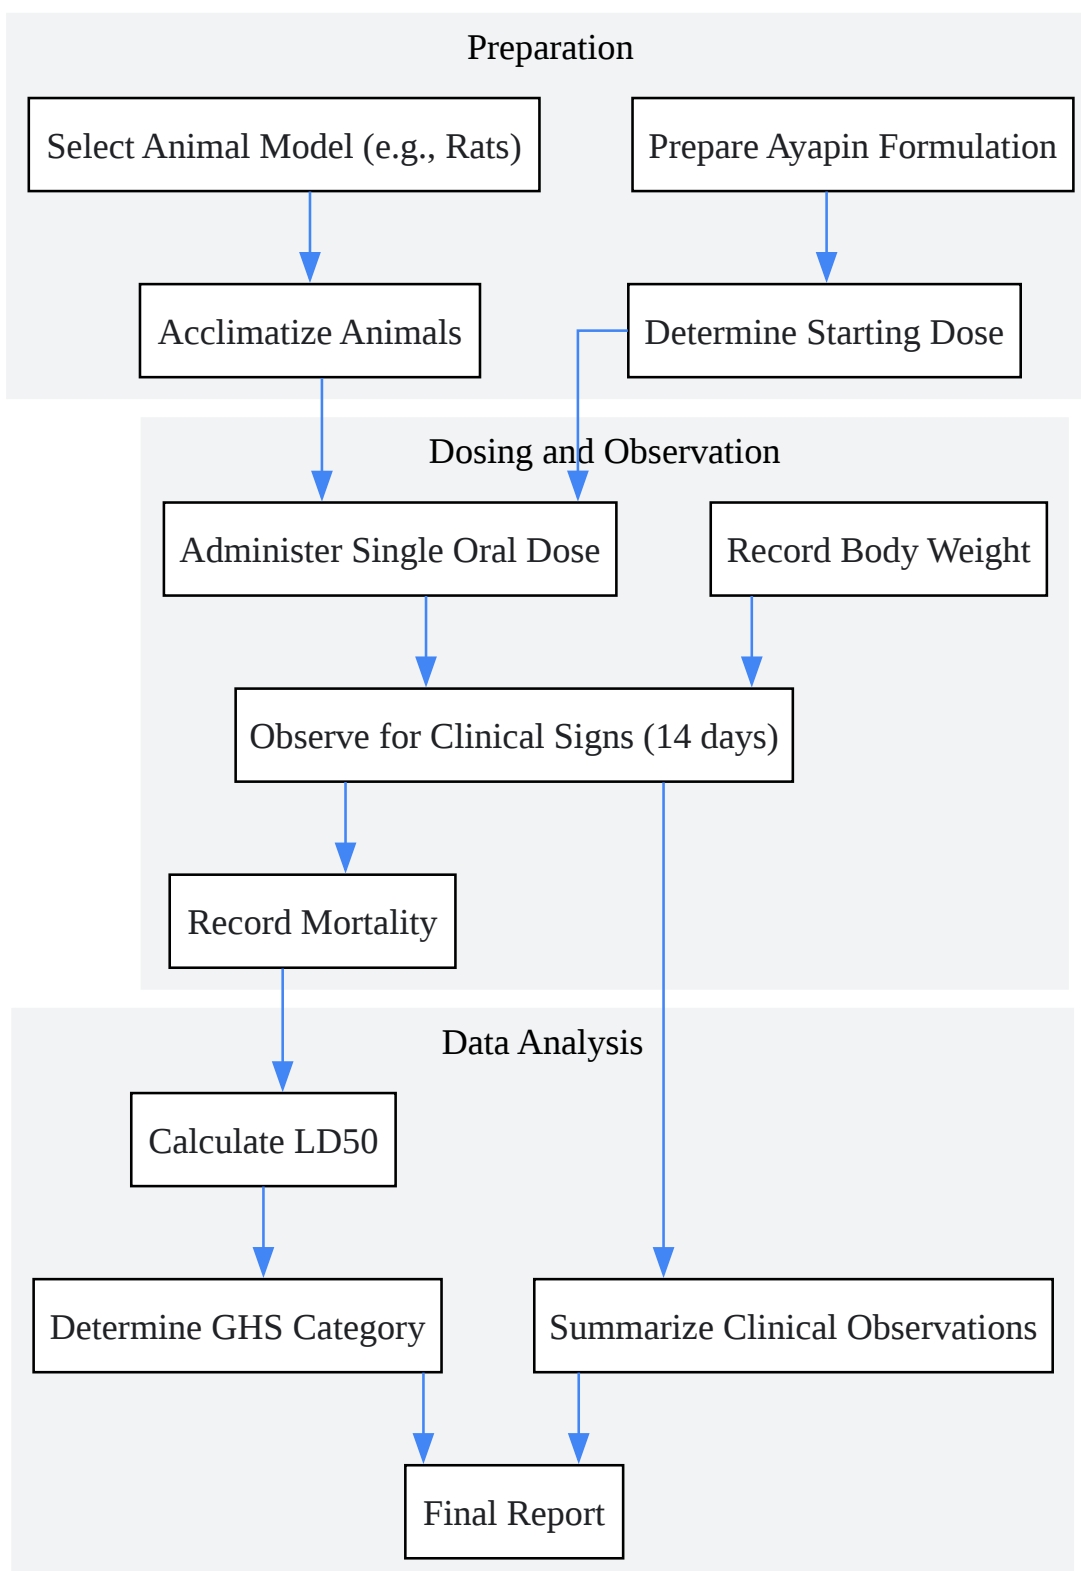 Preparation
Select Animal Model (e.g., Rats)
Prepare Ayapin Formulation
Acclimatize Animals
Determine Starting Dose
Dosing and Observation
Administer Single Oral Dose
Record Body Weight
Observe for Clinical Signs (14 days)
Record Mortality
Data Analysis
Calculate LD50
Determine GHS Category
Summarize Clinical Observations
Final Report